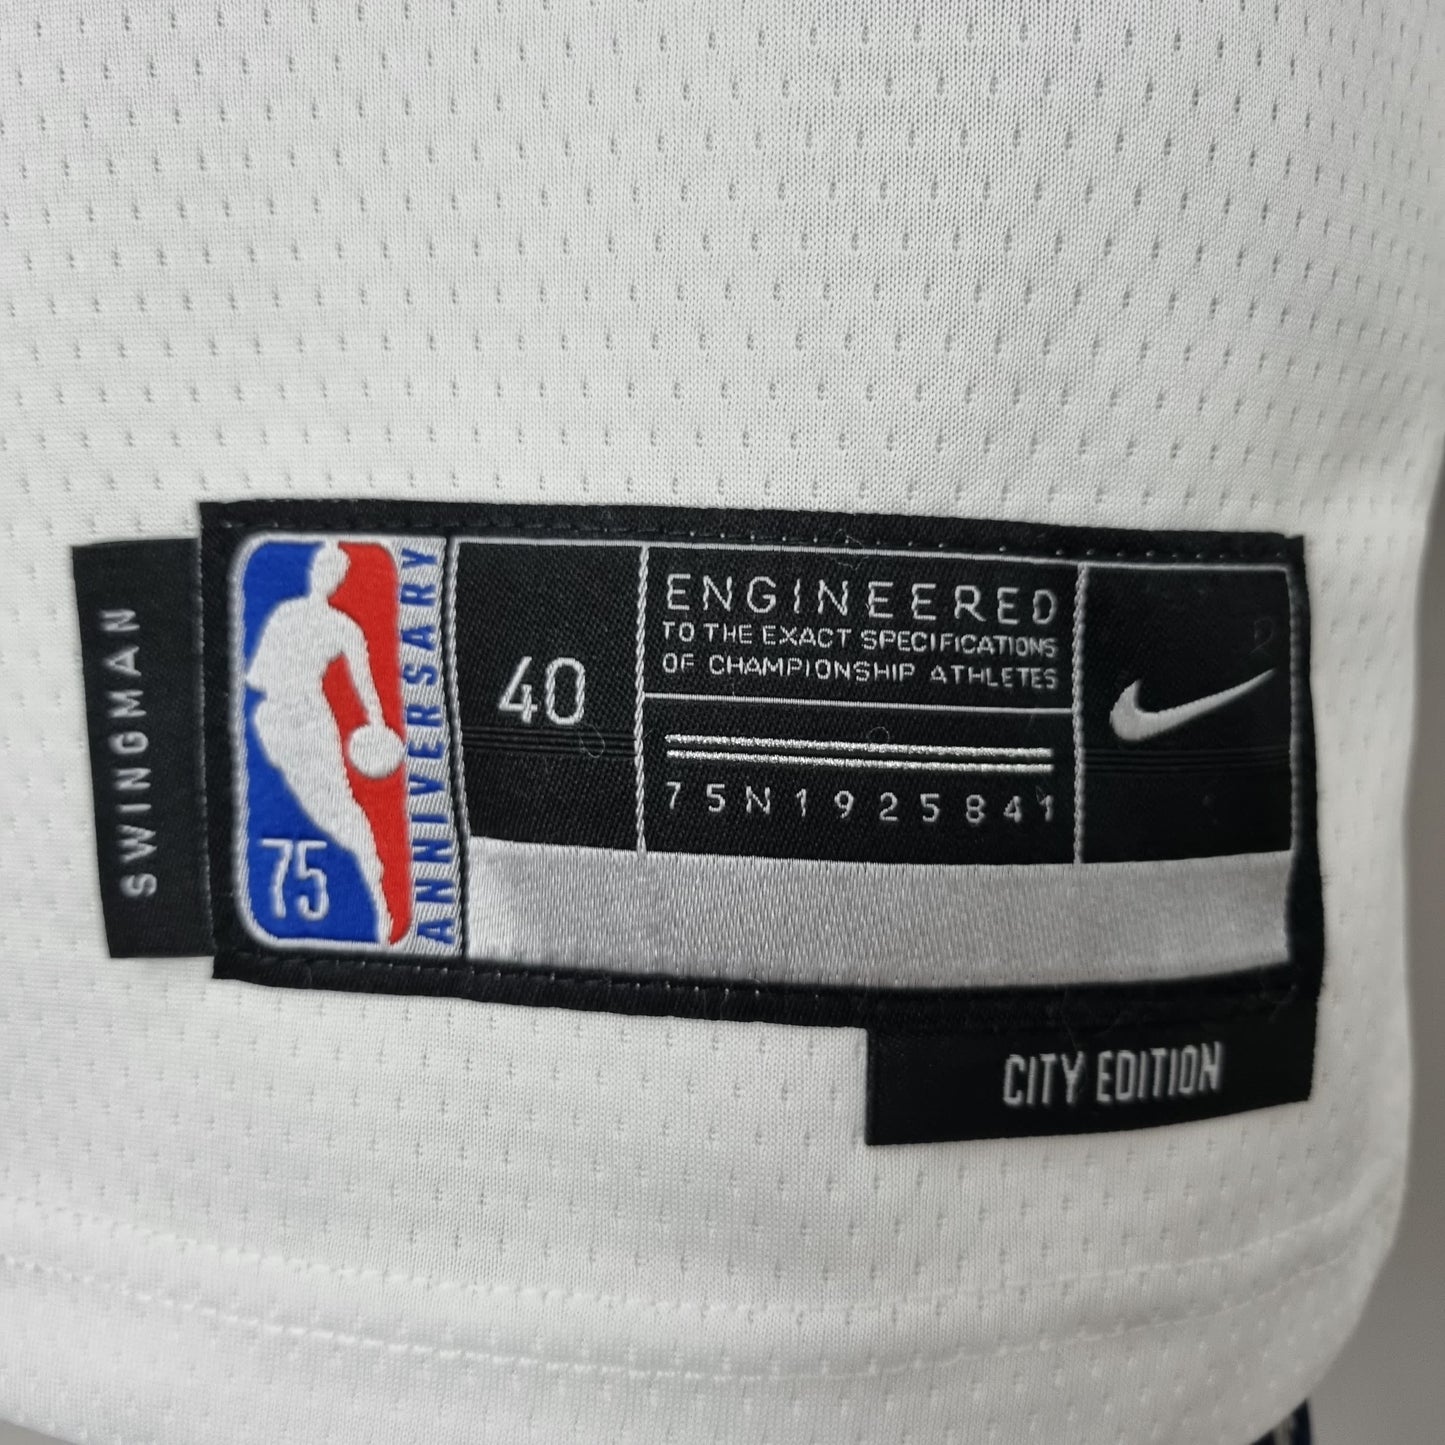 SWINGMAN
75
ANNIVERSARY
40
ENGINEERED
TO THE EXACT SPECIFICATIONS
OF CHAMPIONSHIP ATHLETES
75N1925841
CITY EDITION